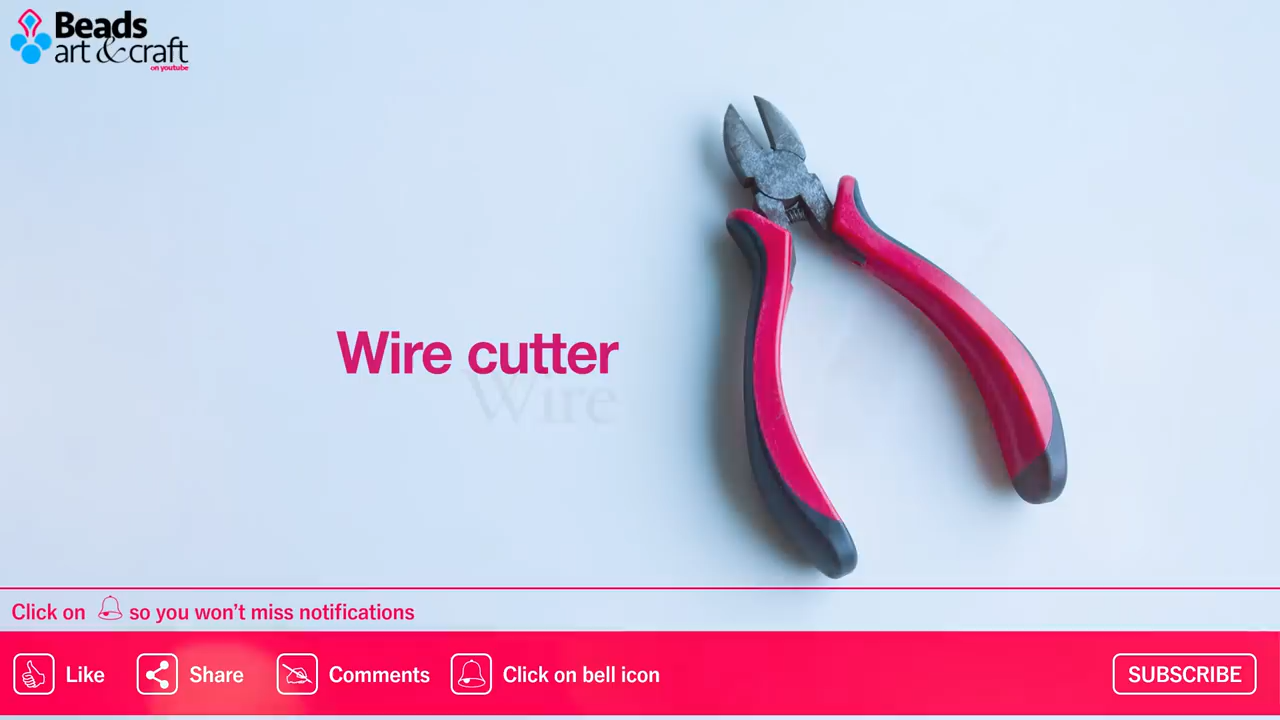 Beads
art & craft
on youtube
Wire cutter
Wire
Click on so you won't miss notifications
Like Share Comments Click on bell icon SUBSCRIBE